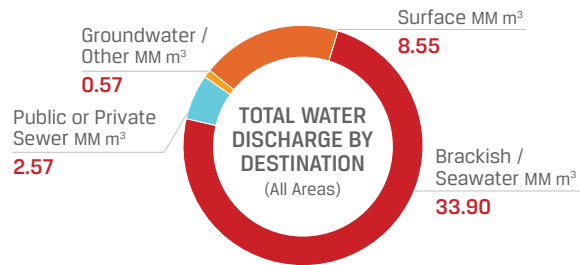 Surface MM m³
8.55
Groundwater /
Other MM m³
0.57
Public or Private
Sewer MM m³
2.57
TOTAL WATER
DISCHARGE BY
DESTINATION
(All Areas)
Brackish /
Seawater MM m³
33.90